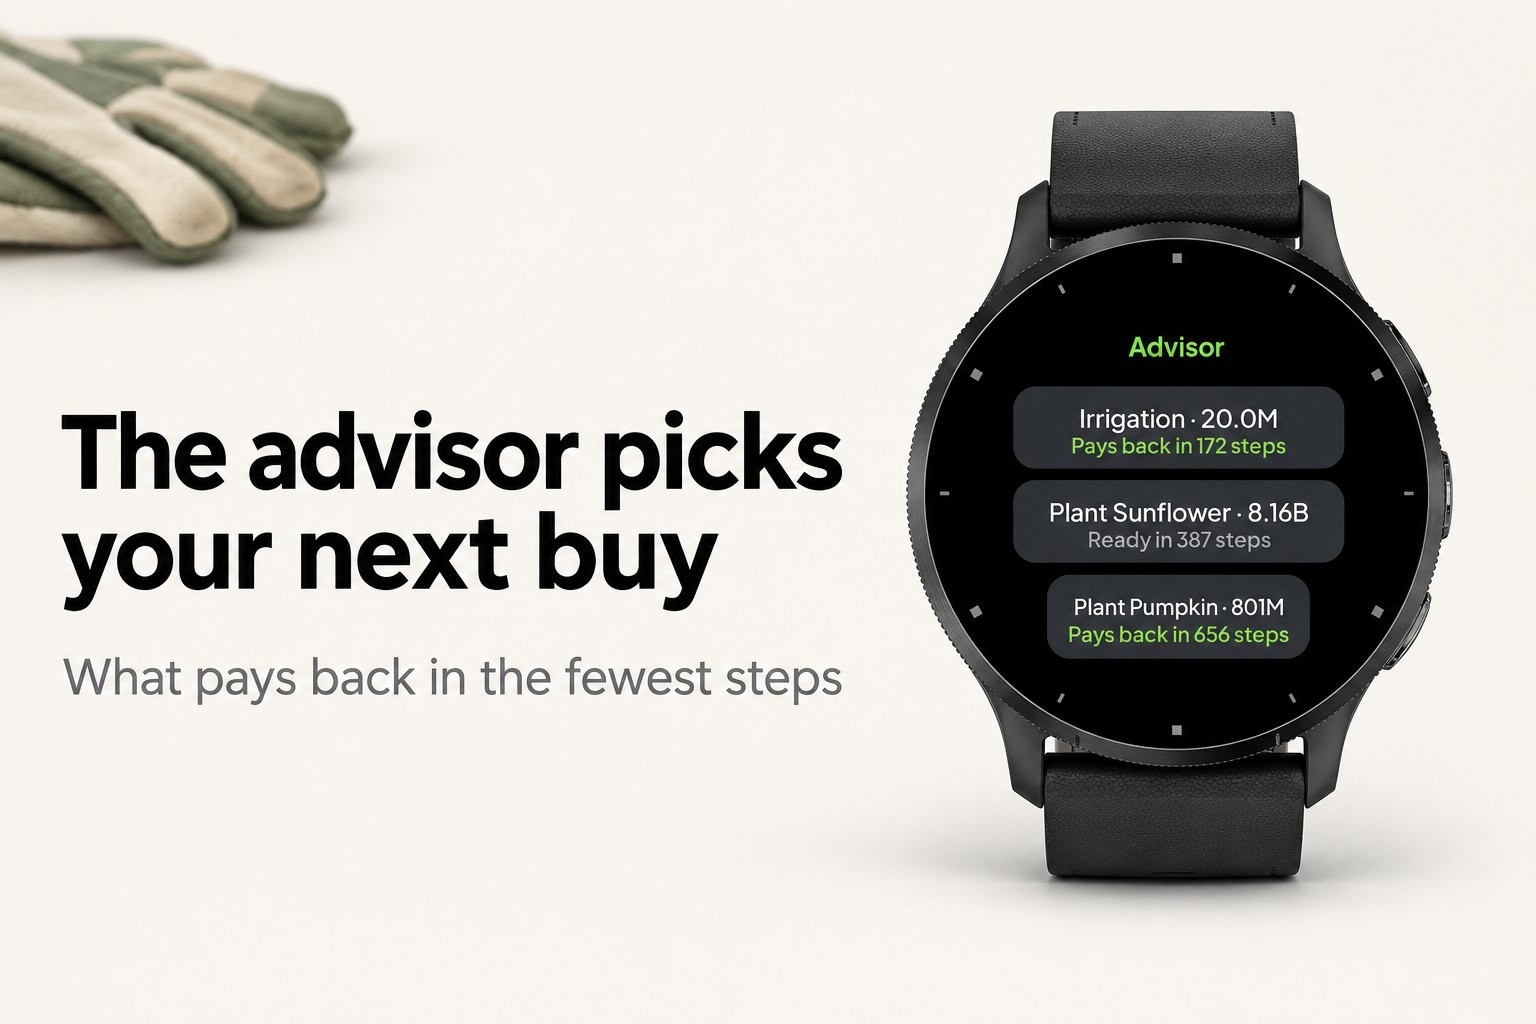 The advisor picks
your next buy
What pays back in the fewest steps
Advisor
Irrigation · 20.0M
Pays back in 172 steps
Plant Sunflower · 8.16B
Ready in 387 steps
Plant Pumpkin · 801M
Pays back in 656 steps